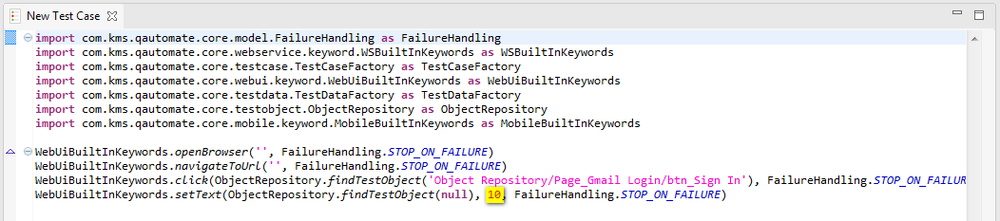 New Test Case
import com.kms.qautomate.core.model.FailureHandling as FailureHandling
import com.kms.qautomate.core.webservice.keyword.WSBuiltInKeywords as WSBuiltInKeywords
import com.kms.qautomate.core.testcase.TestCaseFactory as TestCaseFactory
import com.kms.qautomate.core.webui.keyword.WebUiBuiltInKeywords as WebUiBuiltInKeywords
import com.kms.qautomate.core.testdata.TestDataFactory as TestDataFactory
import com.kms.qautomate.core.testobject.ObjectRepository as ObjectRepository
import com.kms.qautomate.core.mobile.keyword.MobileBuiltInKeywords as MobileBuiltInKeywords
WebUiBuiltInKeywords.openBrowser('', FailureHandling.STOP_ON_FAILURE)
WebUiBuiltInKeywords.navigateToUrl('', FailureHandling.STOP_ON_FAILURE)
WebUiBuiltInKeywords.click(ObjectRepository.findTestObject('Object Repository/Page_Gmail Login/btn_Sign In'), FailureHandling.STOP_ON_FAILUR
WebUiBuiltInKeywords.setText(ObjectRepository.findTestObject(null), 10, FailureHandling.STOP_ON_FAILURE)